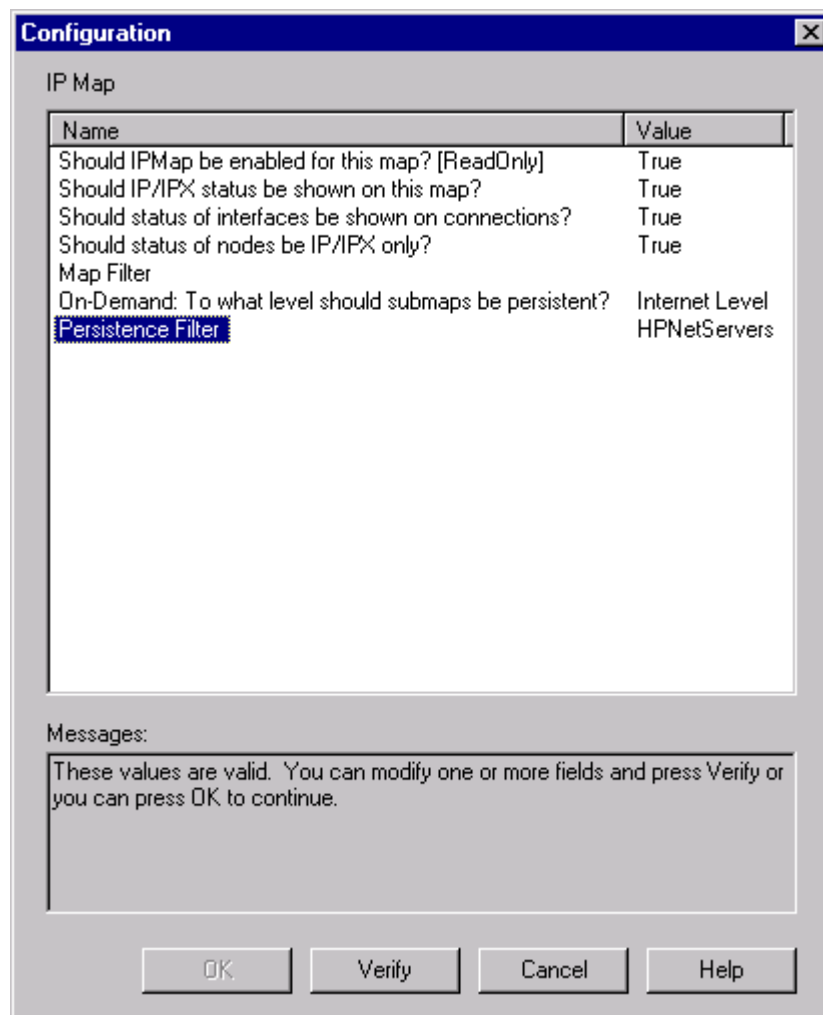 Configuration
IP Map
Name Value
Should IPMap be enabled for this map? [ReadOnly] True
Should IP/IPX status be shown on this map? True
Should status of interfaces be shown on connections? True
Should status of nodes be IP/IPX only? True
Map Filter
On-Demand: To what level should submaps be persistent? Internet Level
Persistence Filter HPNetServers
Messages:
These values are valid.  You can modify one or more fields and press Verify or
you can press OK to continue.
OK Verify Cancel Help